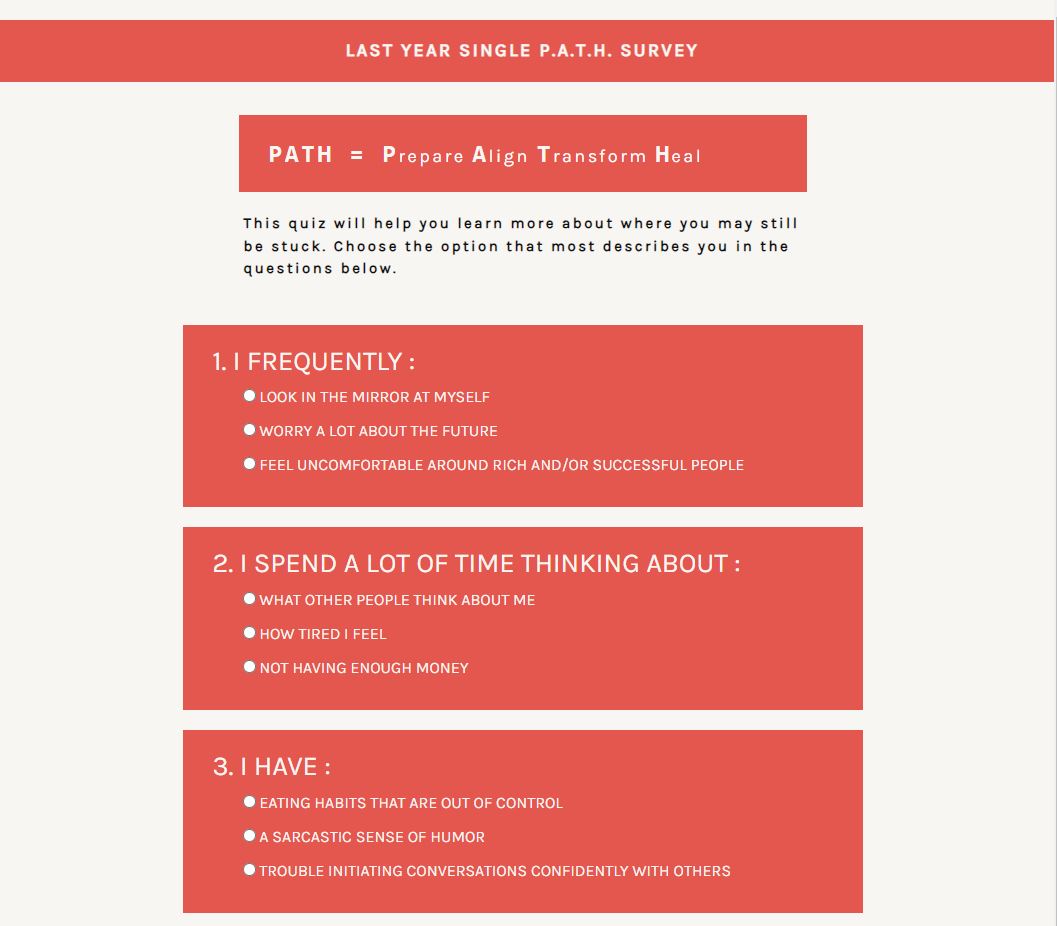 LAST YEAR SINGLE P.A.T.H. SURVEY
PATH = Prepare Align Transform Heal
This quiz will help you learn more about where you may still
be stuck. Choose the option that most describes you in the
questions below.
1. I FREQUENTLY :
LOOK IN THE MIRROR AT MYSELF
WORRY A LOT ABOUT THE FUTURE
FEEL UNCOMFORTABLE AROUND RICH AND/OR SUCCESSFUL PEOPLE
2. I SPEND A LOT OF TIME THINKING ABOUT :
WHAT OTHER PEOPLE THINK ABOUT ME
HOW TIRED I FEEL
NOT HAVING ENOUGH MONEY
3. I HAVE :
EATING HABITS THAT ARE OUT OF CONTROL
A SARCASTIC SENSE OF HUMOR
TROUBLE INITIATING CONVERSATIONS CONFIDENTLY WITH OTHERS